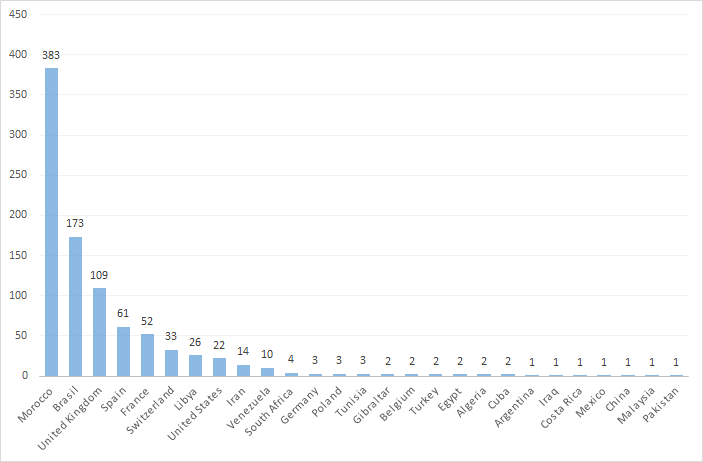 450
400
350
300
250
200
150
100
50
0
383
173
109
61
52
33
26
22
14
10
4
3
3
3
2
2
2
2
2
2
1
1
1
1
1
1
1
Morocco
Brasil
United Kingdom
Spain
France
Switzerland
Libya
United States
Iran
Venezuela
South Africa
Germany
Poland
Tunisia
Gibraltar
Belgium
Turkey
Egypt
Algeria
Cuba
Argentina
Iraq
Costa Rica
Mexico
China
Malaysia
Pakistan